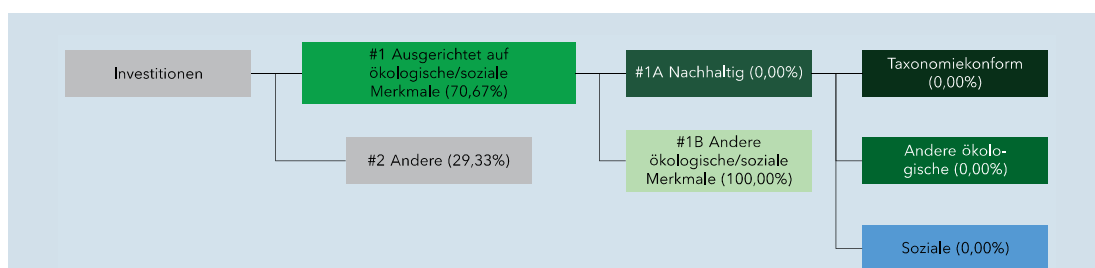 Investitionen
#1 Ausgerichtet auf
ökologische/soziale
Merkmale (70,67%)
#2 Andere (29,33%)
#1A Nachhaltig (0,00%)
#1B Andere
ökologische/soziale
Merkmale (100,00%)
Taxonomiekonform
(0,00%)
Andere ökolo-
gische (0,00%)
Soziale (0,00%)